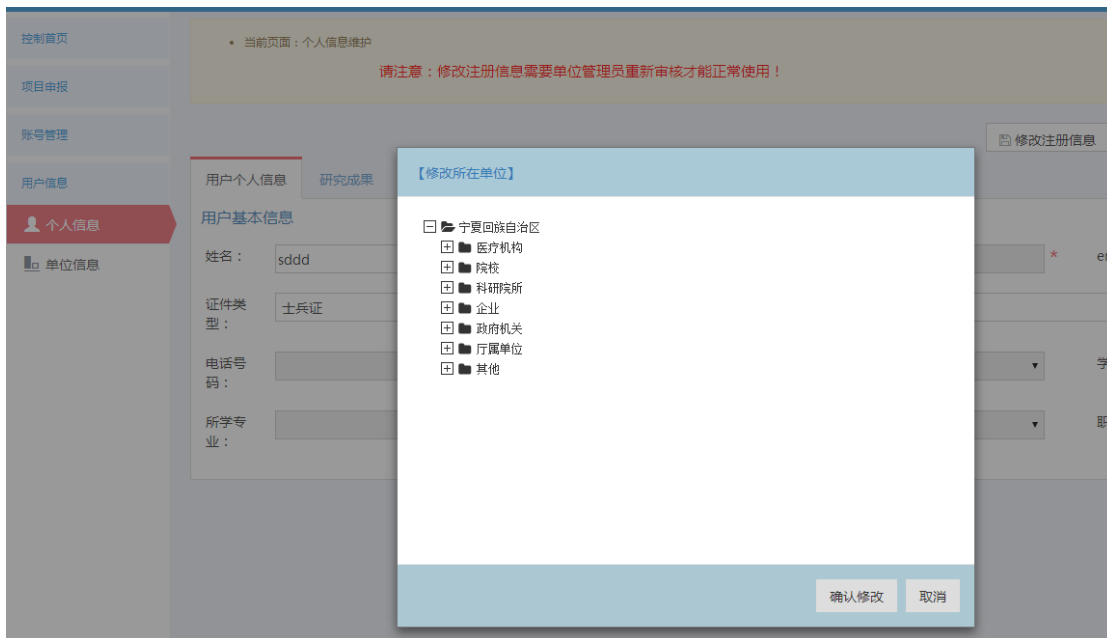 控制首页
项目申报
账号管理
用户信息
个人信息
单位信息
当前页面：个人信息维护
请注意：修改注册信息需要单位管理员重新审核才能正常使用！
修改注册信息
用户个人信息
研究成果
用户基本信息
姓名：
sddd
*
证件类型：
士兵证
电话号码：
所学专业：
【修改所在单位】
宁夏回族自治区
医疗机构
院校
科研院所
企业
政府机关
厅属单位
其他
确认修改
取消